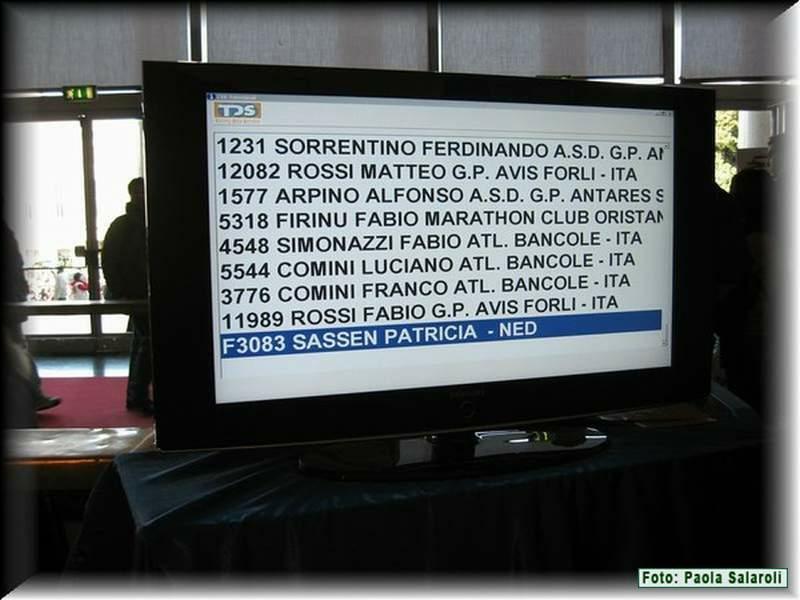 TDS
1231 SORRENTINO FERDINANDO A.S.D. G.P. AN
12082 ROSSI MATTEO G.P. AVIS FORLI - ITA
1577 ARPINO ALFONSO A.S.D. G.P. ANTARES S
5318 FIRINU FABIO MARATHON CLUB ORISTAN
4548 SIMONAZZI FABIO ATL. BANCOLE - ITA
5544 COMINI LUCIANO ATL. BANCOLE - ITA
3776 COMINI FRANCO ATL. BANCOLE - ITA
11989 ROSSI FABIO G.P. AVIS FORLI - ITA
F3083 SASSEN PATRICIA - NED
Foto: Paola Salaroli